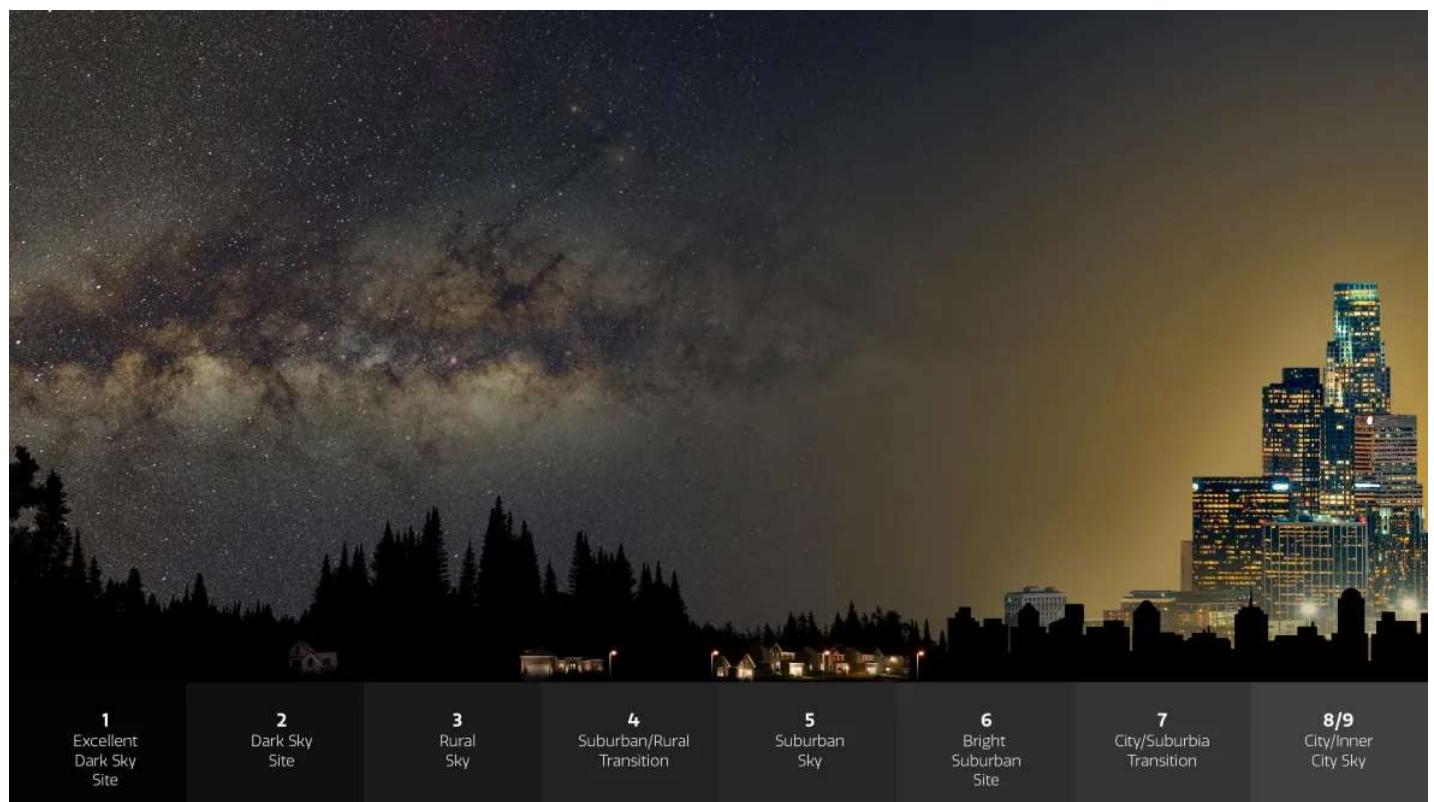 1
Excellent
Dark Sky
Site
2
Dark Sky
Site
3
Rural
Sky
4
Suburban/Rural
Transition
5
Suburban
Sky
6
Bright
Suburban
Site
7
City/Suburbia
Transition
8/9
City/Inner
City Sky